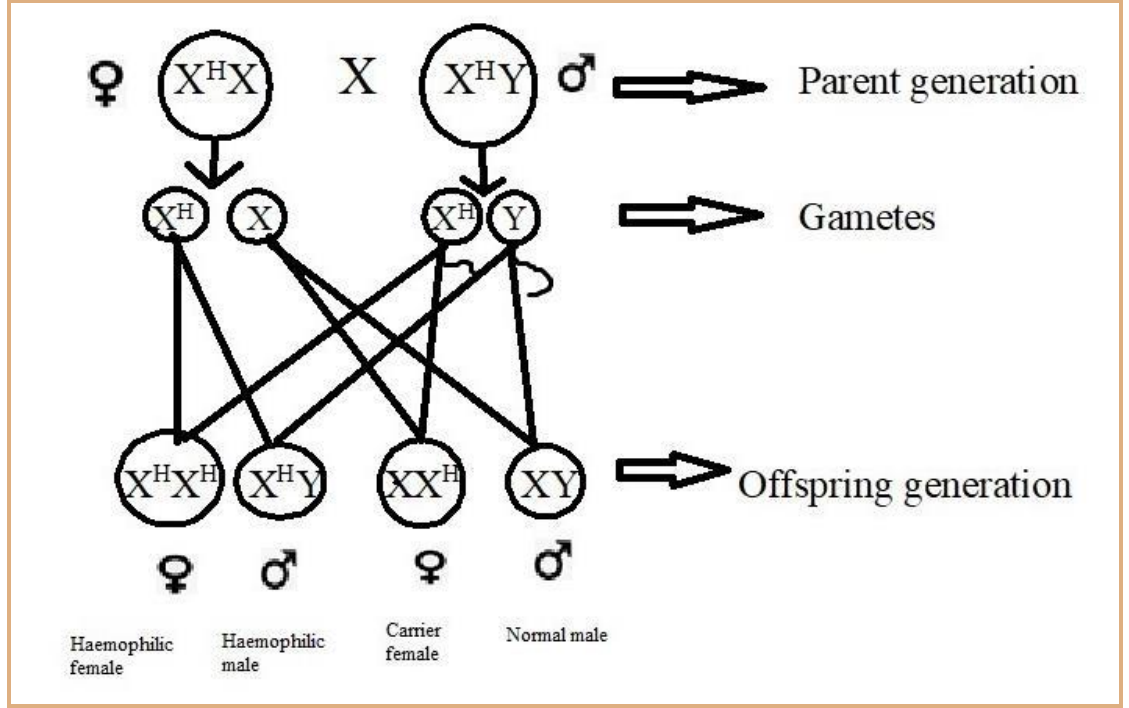 ♀ XᴴX X XᴴY ♂ Parent generation
Xᴴ X Xᴴ Y Gametes
XᴴXᴴ XᴴY XXᴴ XY Offspring generation
♀ ♂ ♀ ♂
Haemophilic
female
Haemophilic
male
Carrier
female
Normal male